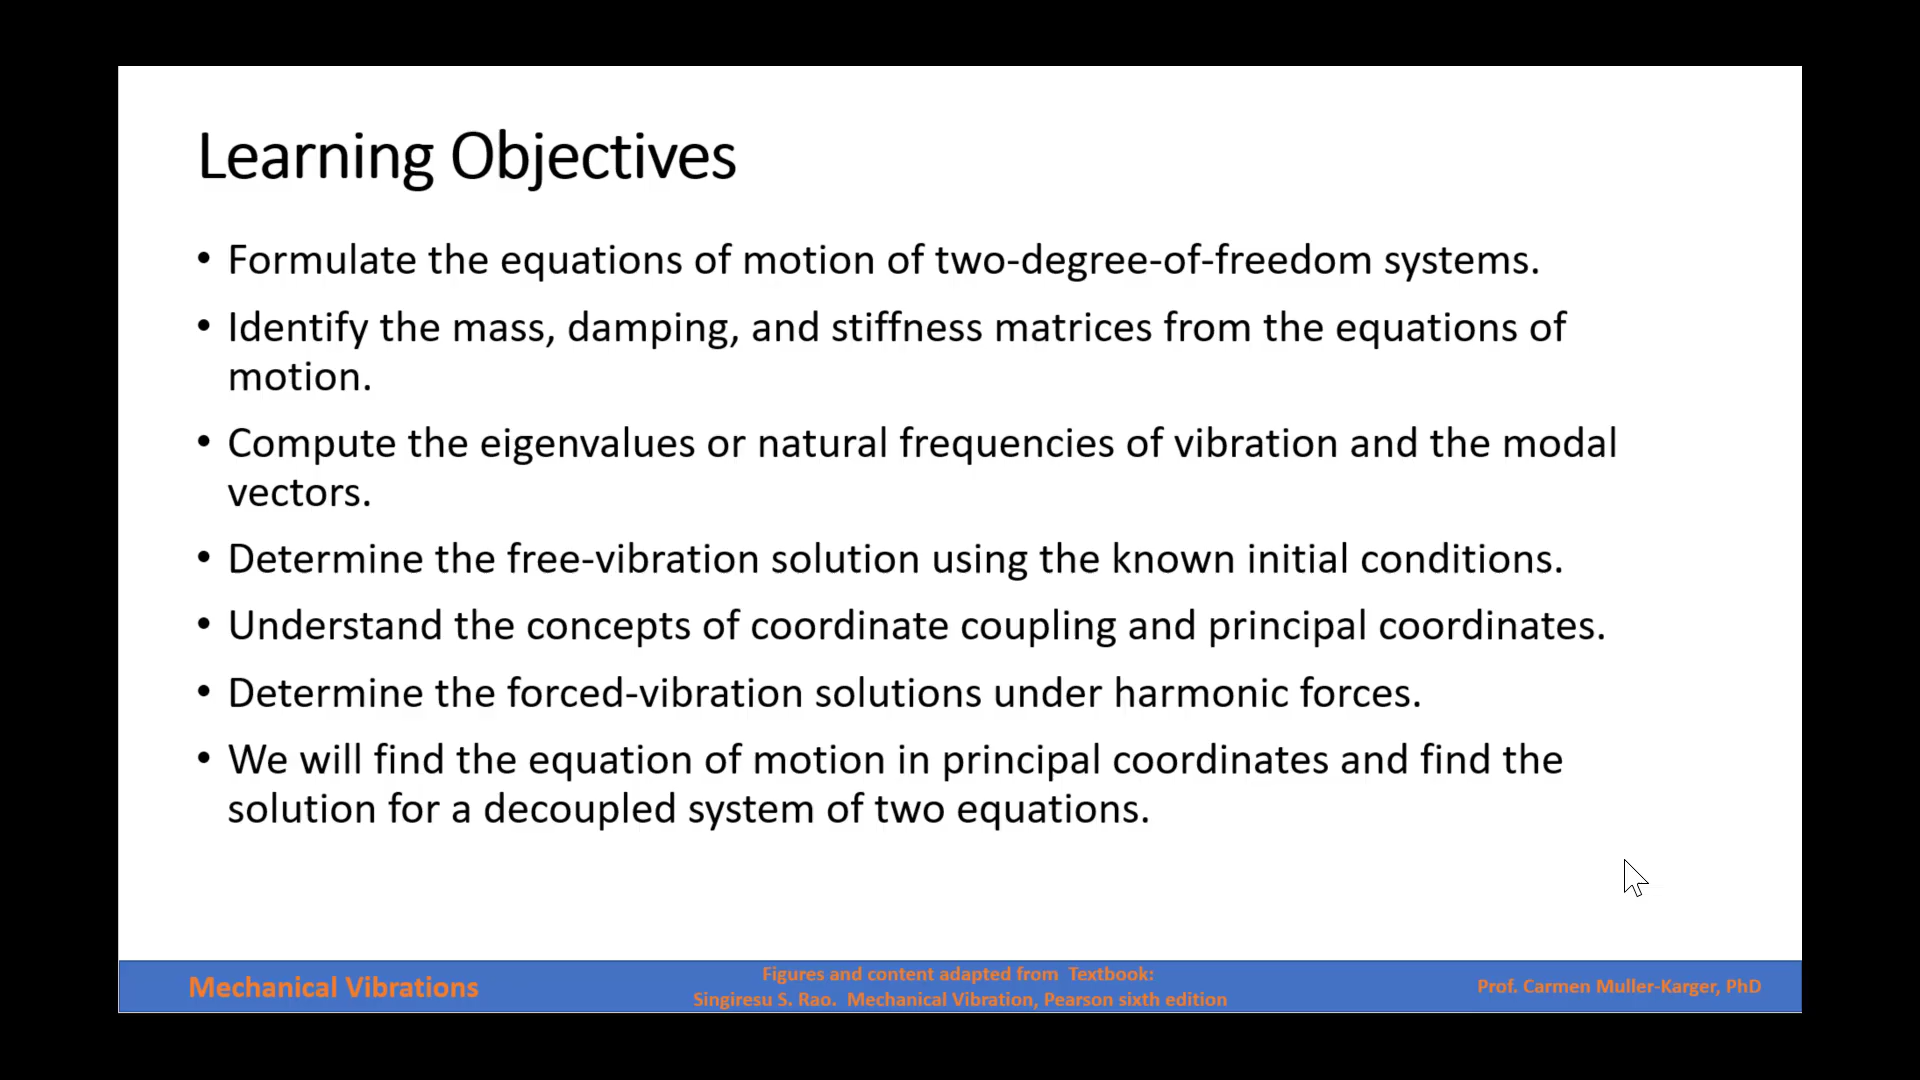 Learning Objectives
• Formulate the equations of motion of two-degree-of-freedom systems.
• Identify the mass, damping, and stiffness matrices from the equations of
motion.
• Compute the eigenvalues or natural frequencies of vibration and the modal
vectors.
• Determine the free-vibration solution using the known initial conditions.
• Understand the concepts of coordinate coupling and principal coordinates.
• Determine the forced-vibration solutions under harmonic forces.
• We will find the equation of motion in principal coordinates and find the
solution for a decoupled system of two equations.
Mechanical Vibrations
Figures and content adapted from Textbook:
Singiresu S. Rao. Mechanical Vibration, Pearson sixth edition
Prof. Carmen Muller-Karger, PhD